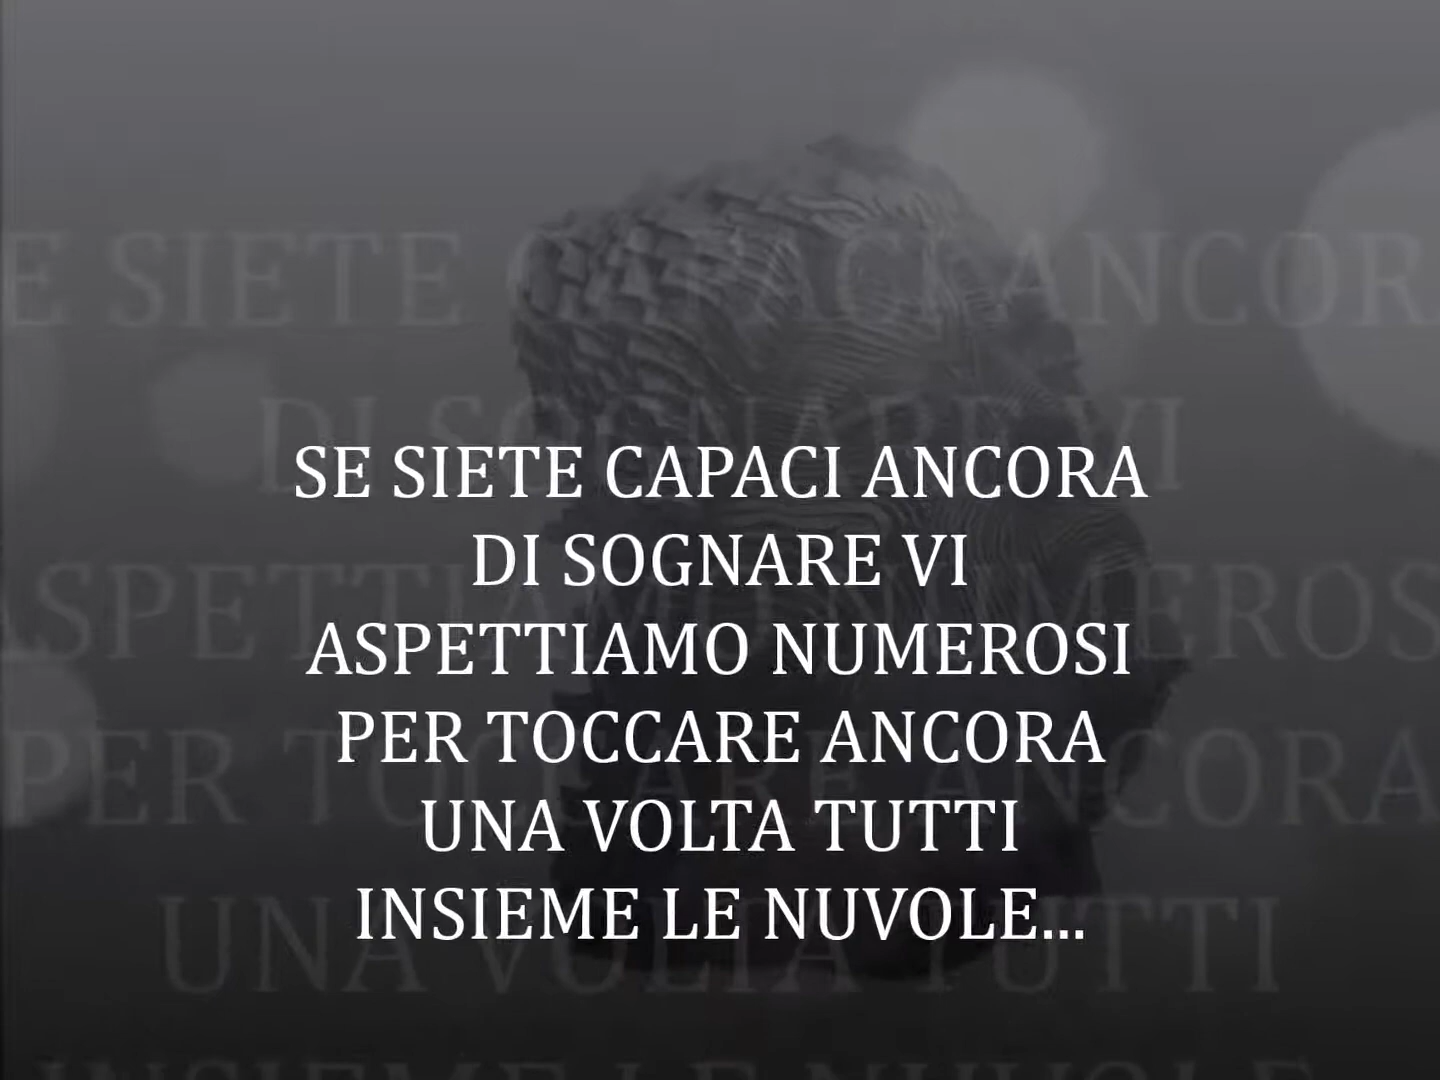 SE SIETE CAPACI ANCORA
DI SOGNARE VI
ASPETTIAMO NUMEROSI
PER TOCCARE ANCORA
UNA VOLTA TUTTI
INSIEME LE NUVOLE...